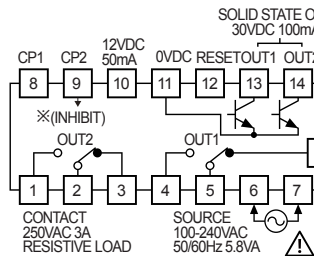 SOLID STATE O
30VDC 100mA
CP1 CP2 12VDC 50mA 0VDC RESET OUT1 OUT2
8 9 10 11 12 13 14
※(INHIBIT)
OUT2 OUT1
1 2 3 4 5 6 7
CONTACT
250VAC 3A
RESISTIVE LOAD
SOURCE
100-240VAC
50/60Hz 5.8VA